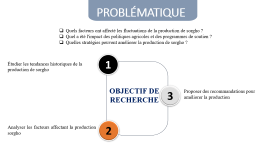 PROBLÉMATIQUE
Quels facteurs ont affecté les fluctuations de la production de sorgho ?
Quel a été l'impact des politiques agricoles et des programmes de soutien ?
Quelles stratégies peuvent améliorer la production de sorgho ?
Étudier les tendances historiques de la
production de sorgho
1
OBJECTIF DE
RECHERCHE
3
Proposer des recommandations pour
améliorer la production
Analyser les facteurs affectant la production
sorgho
2